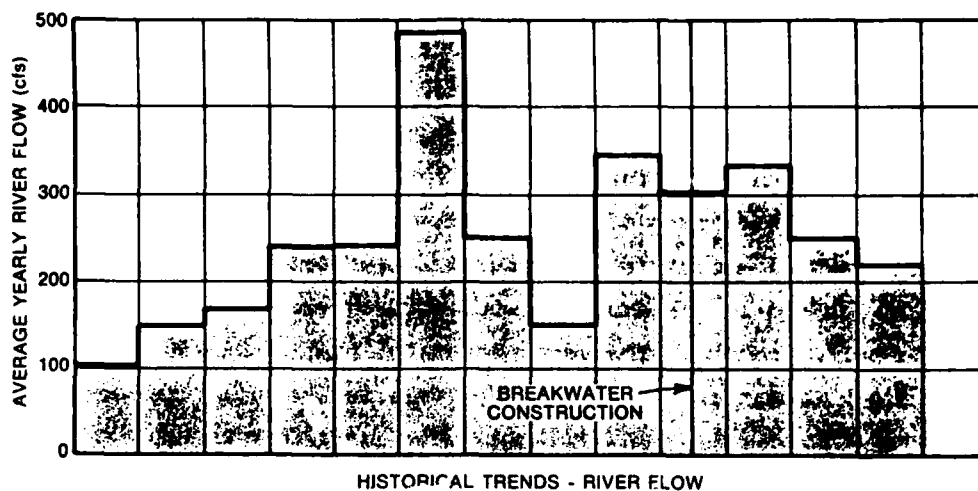 500
400
300
200
100
0
AVERAGE YEARLY RIVER FLOW (cfs)
BREAKWATER
CONSTRUCTION
HISTORICAL TRENDS - RIVER FLOW